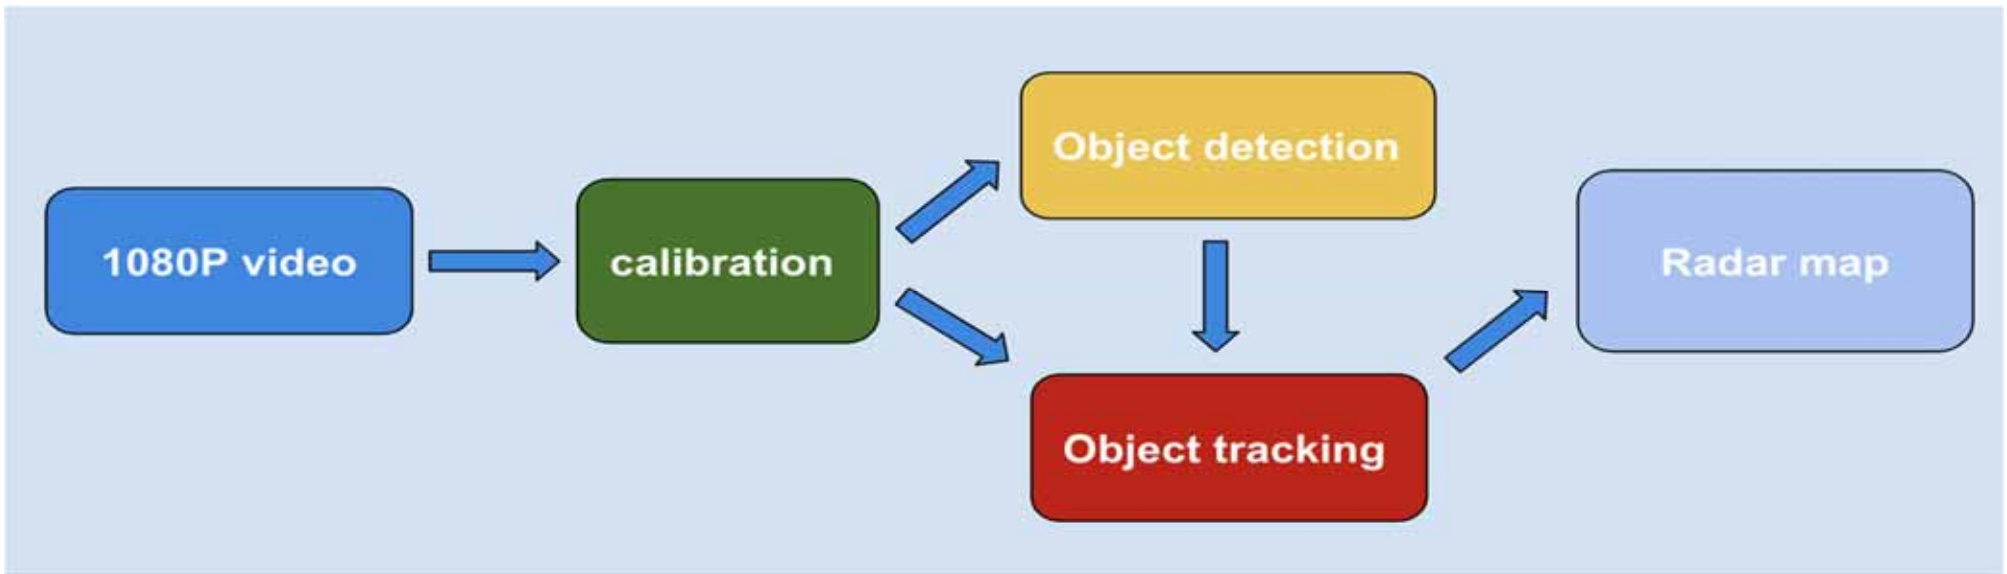 1080P video
calibration
Object detection
Object tracking
Radar map